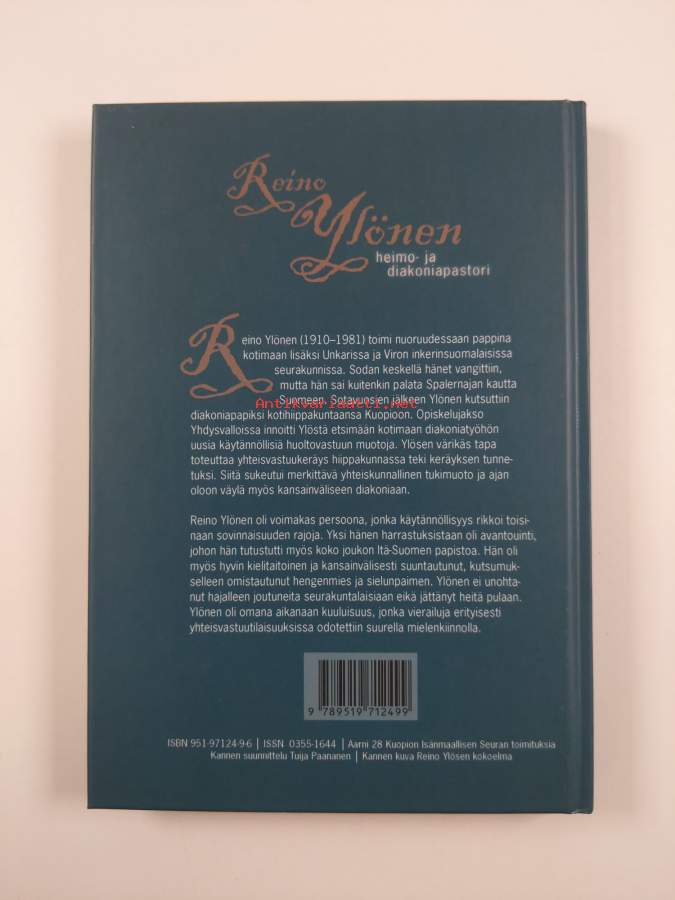 Reino
Ylönen
heimo- ja
diakoniapastori
Reino Ylönen (1910–1981) toimi nuoruudessaan pappina
kotimaan lisäksi Unkarissa ja Viron inkerinsuomalaisissa
seurakunnissa. Sodan keskellä hänet vangittiin,
mutta hän sai kuitenkin palata Spalernajan kautta
Suomeen. Sotavuosien jälkeen Ylönen kutsuttiin
Antikvariaatti.net
diakoniapapiksi kotihiippakuntaansa Kuopioon. Opiskelujakso
Yhdysvalloissa innoitti Ylöstä etsimään kotimaan diakoniatyöhön
uusia käytännöllisiä huoltovastuun muotoja. Ylösen värikäs tapa
toteuttaa yhteisvastuukeräys hiippakunnassa teki keräyksen tunne-
tuksi. Siitä sukeutui merkittävä yhteiskunnallinen tukimuoto ja ajan
oloon väylä myös kansainväliseen diakoniaan.
Reino Ylönen oli voimakas persoona, jonka käytännöllisyys rikkoi toisi-
naan sovinnaisuuden rajoja. Yksi hänen harrastuksistaan oli avantouinti,
johon hän tutustutti myös koko joukon Itä-Suomen papistoa. Hän oli
myös hyvin kielitaitoinen ja kansainvälisesti suuntautunut, kutsumuk-
selleen omistautunut hengenmies ja sielunpaimen. Ylönen ei unohta-
nut hajalleen joutuneita seurakuntalaisiaan eikä jättänyt heitä pulaan.
Ylönen oli omana aikanaan kuuluisuus, jonka vierailuja erityisesti
yhteisvastuutilaisuuksissa odotettiin suurella mielenkiinnolla.
9 789519 712499
ISBN 951-97124-9-6 | ISSN 0355-1644 | Aarni 28 Kuopion Isänmaallisen Seuran toimituksia
Kannen suunnittelu Tuija Paananen | Kannen kuva Reino Ylösen kokoelma